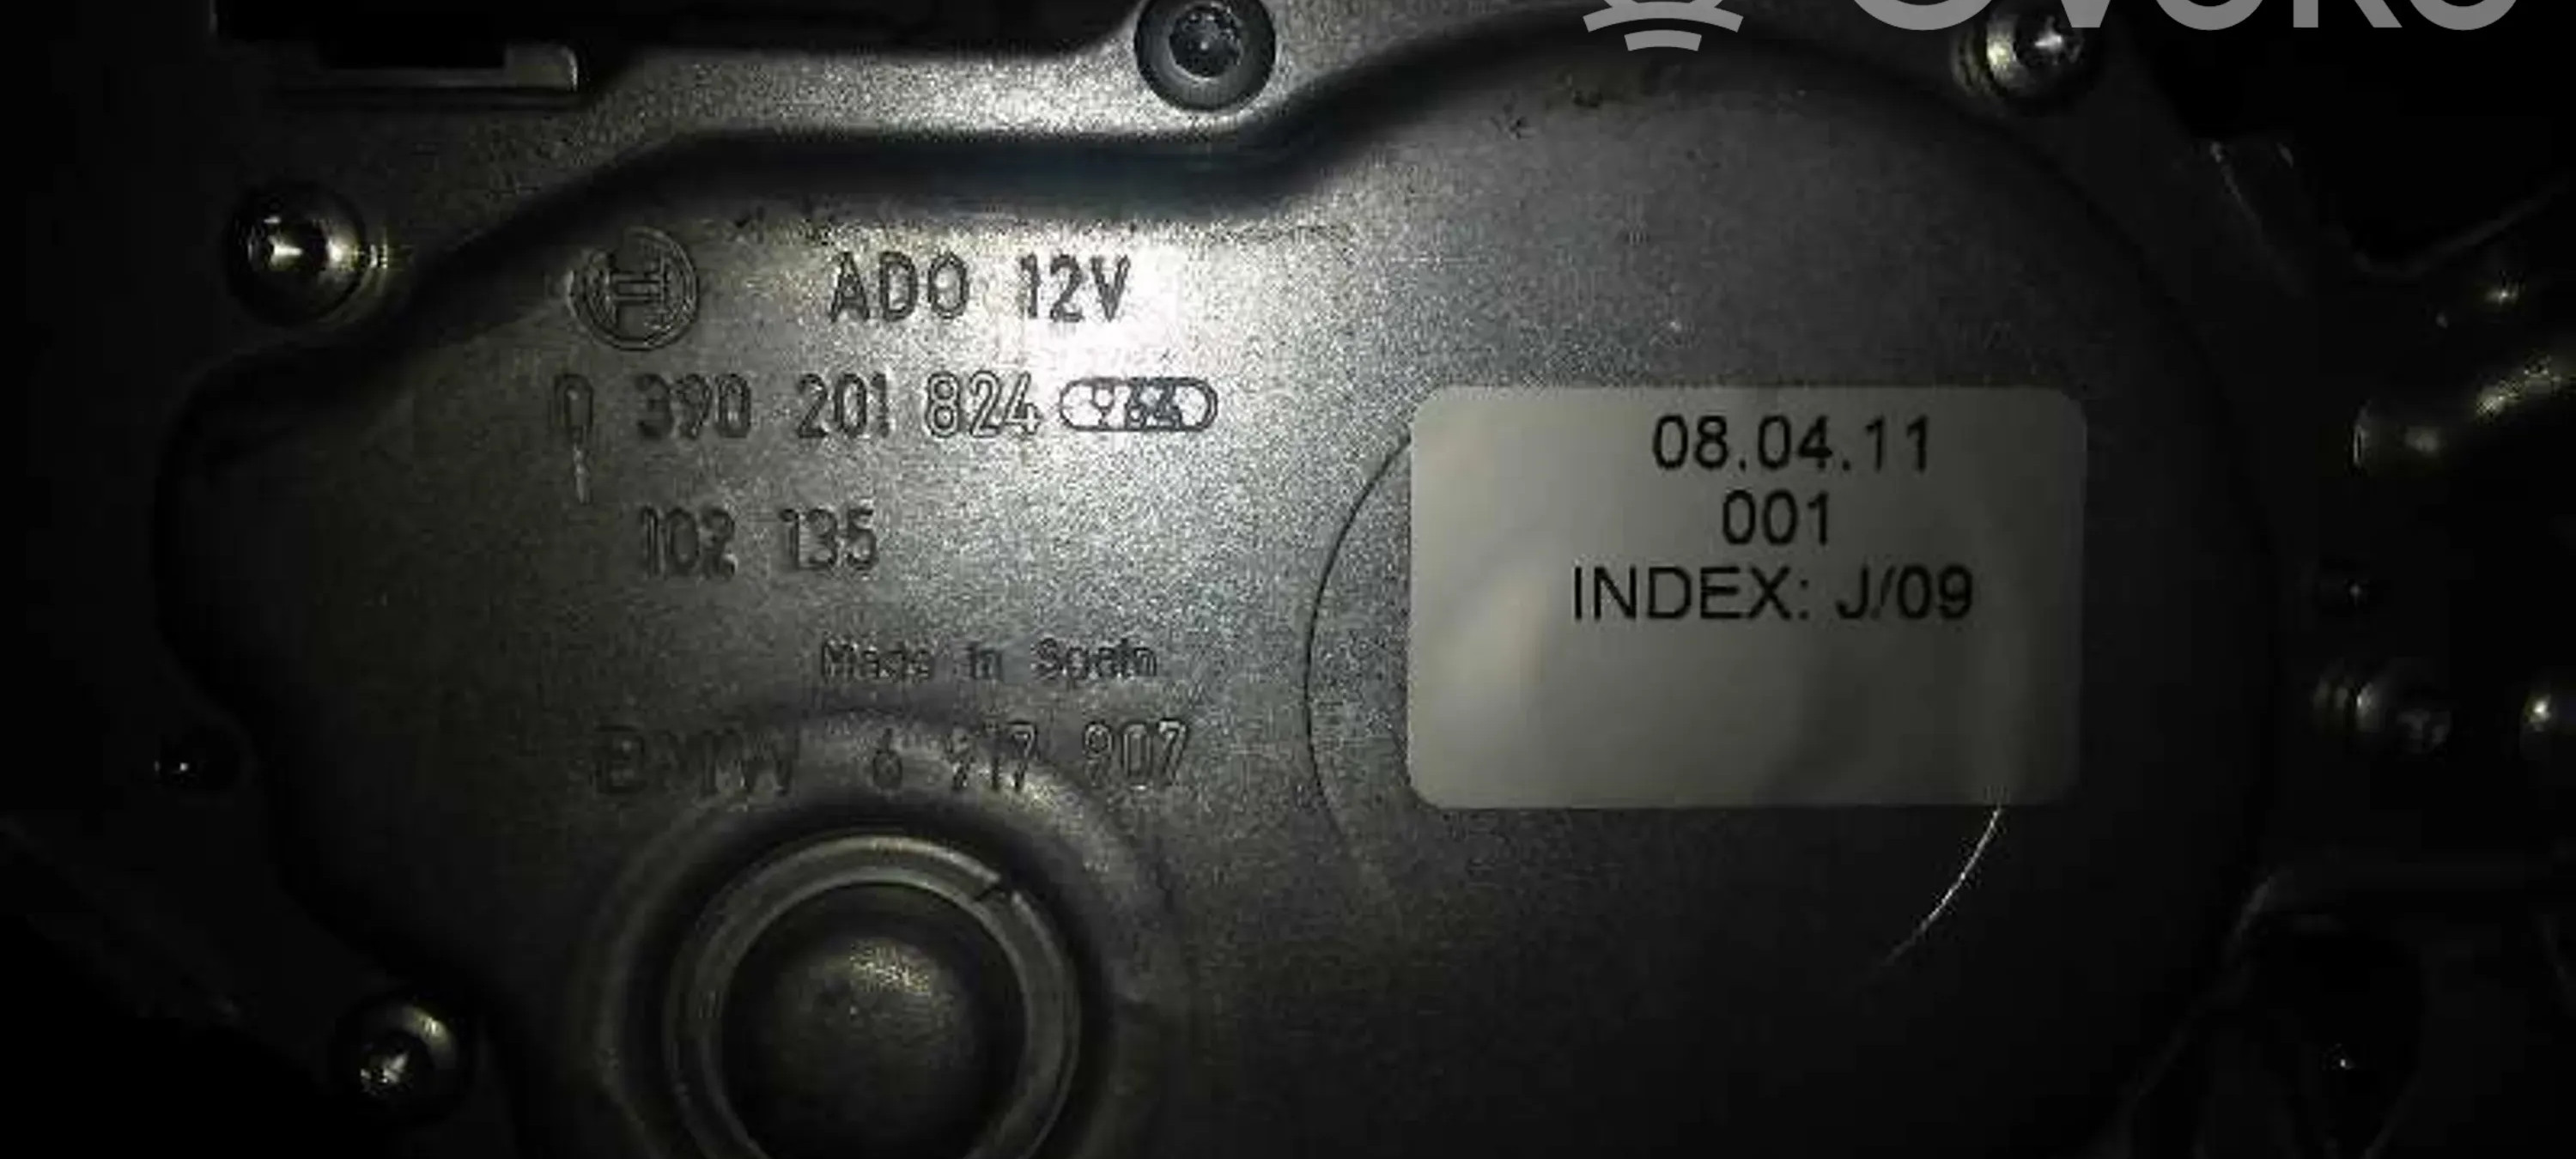 ADO 12V
0 390 201 824 964
102 135
Made in Spain
BMW 6 917 907
08.04.11
001
INDEX: J/09